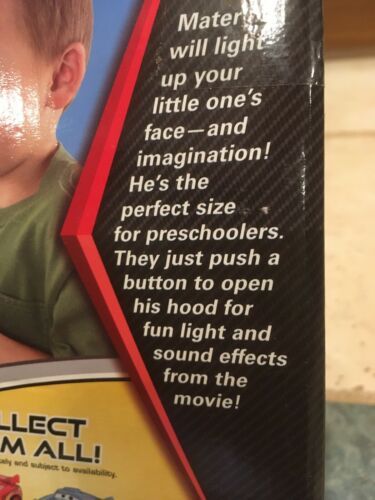 Mater
will light
up your
little one's
face—and
imagination!
He's the
perfect size
for preschoolers.
They just push a
button to open
his hood for
fun light and
sound effects
from the
movie!
LLECT
M ALL!
tely and subject to availability.